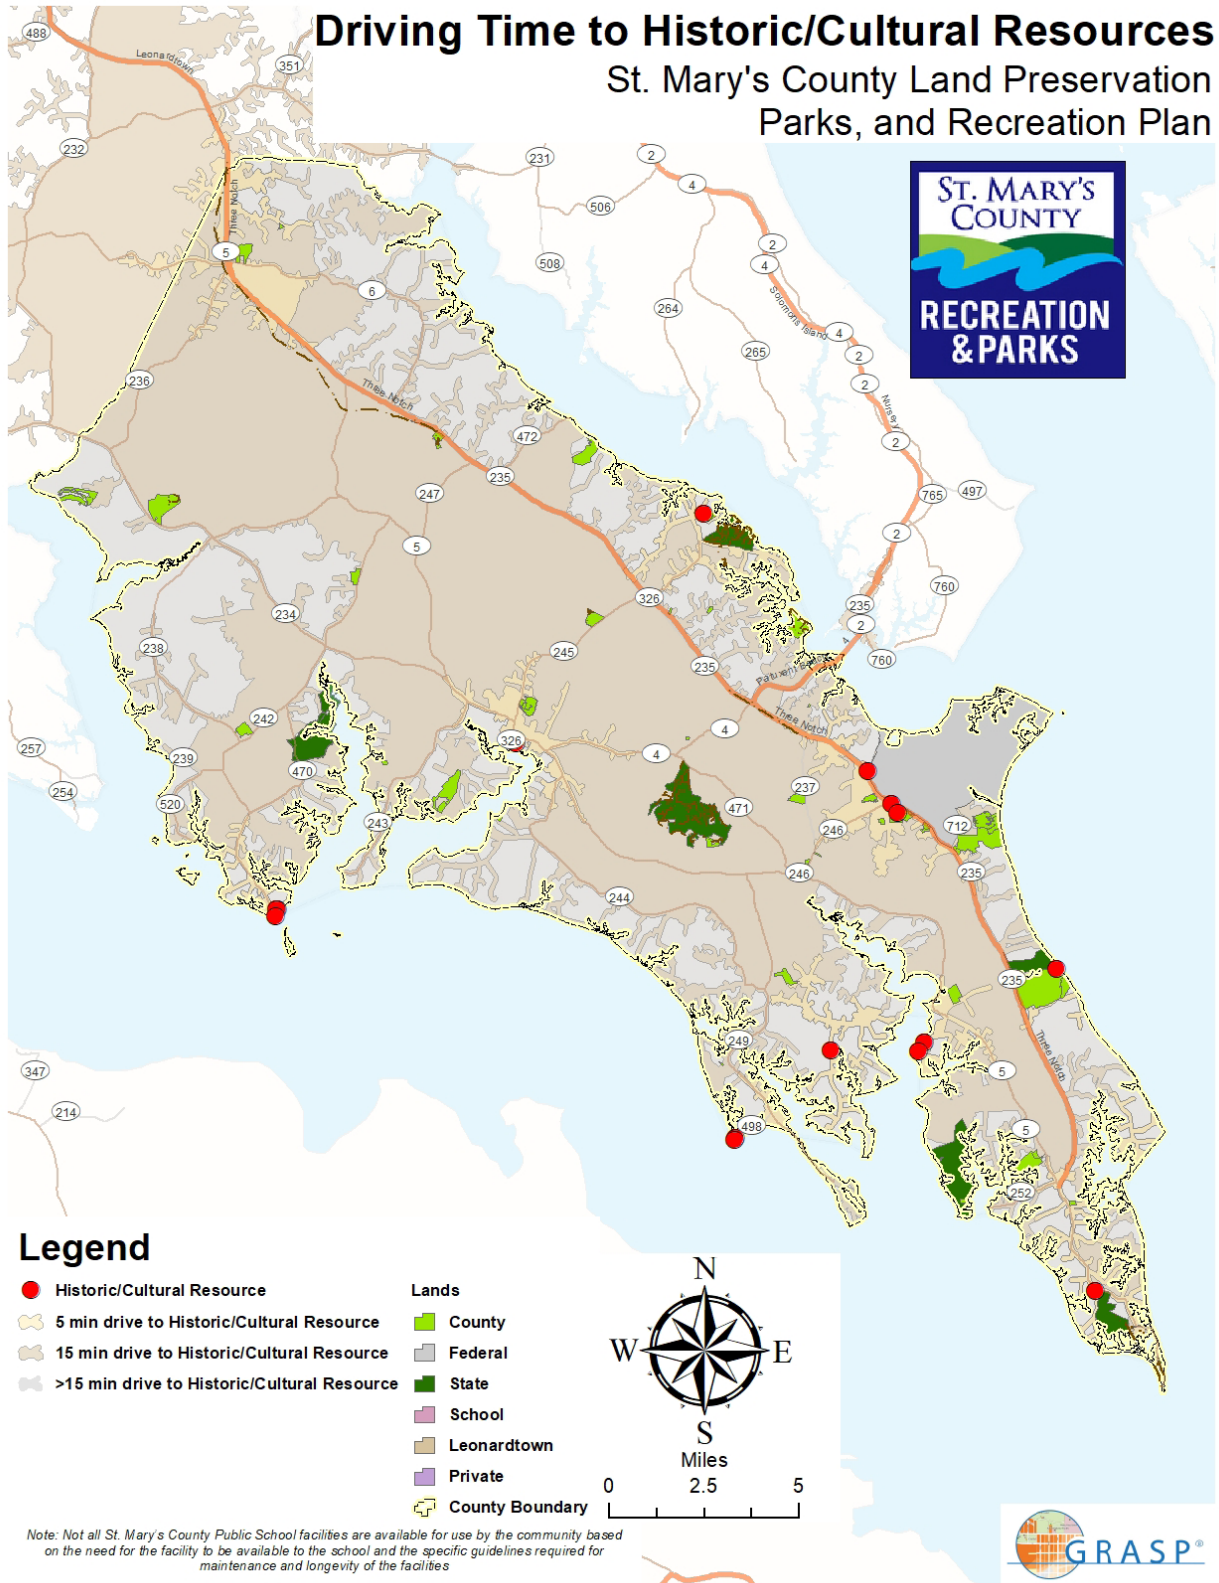 Driving Time to Historic/Cultural Resources
St. Mary's County Land Preservation
Parks, and Recreation Plan
ST. MARY'S
COUNTY
RECREATION
& PARKS
488
Leonardtown
351
232
231
2
4
506
2
4
508
5
Three Notch
6
264
Solomons Island
4
265
2
2
236
Three Notch
Nursery
2
472
235
247
765
497
2
5
326
760
234
235
2
245
4
760
238
235
Patuxent Beach
242
4
Three Notch
326
257
239
4
470
254
237
520
471
243
246
712
246
235
244
235
249
Three Notch
347
5
214
498
5
252
Legend
Historic/Cultural Resource
5 min drive to Historic/Cultural Resource
15 min drive to Historic/Cultural Resource
>15 min drive to Historic/Cultural Resource
Lands
County
Federal
State
School
Leonardtown
Private
County Boundary
N
W
E
S
Miles
0 2.5 5
Note: Not all St. Mary's County Public School facilities are available for use by the community based
on the need for the facility to be available to the school and the specific guidelines required for
maintenance and longevity of the facilities
GRASP®